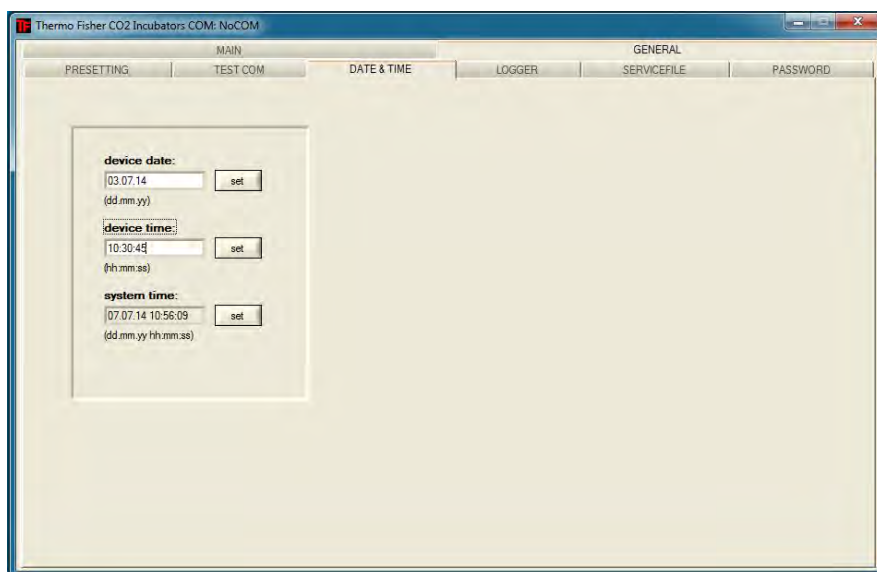 TF Thermo Fisher CO2 Incubators COM: NoCOM
MAIN GENERAL
PRESETTING TEST COM DATE & TIME LOGGER SERVICEFILE PASSWORD
device date:
03.07.14 set
(dd.mm.yy)
device time:
10:30:45 set
(hh:mm:ss)
system time:
07.07.14 10:56:09 set
(dd.mm.yy hh:mm:ss)